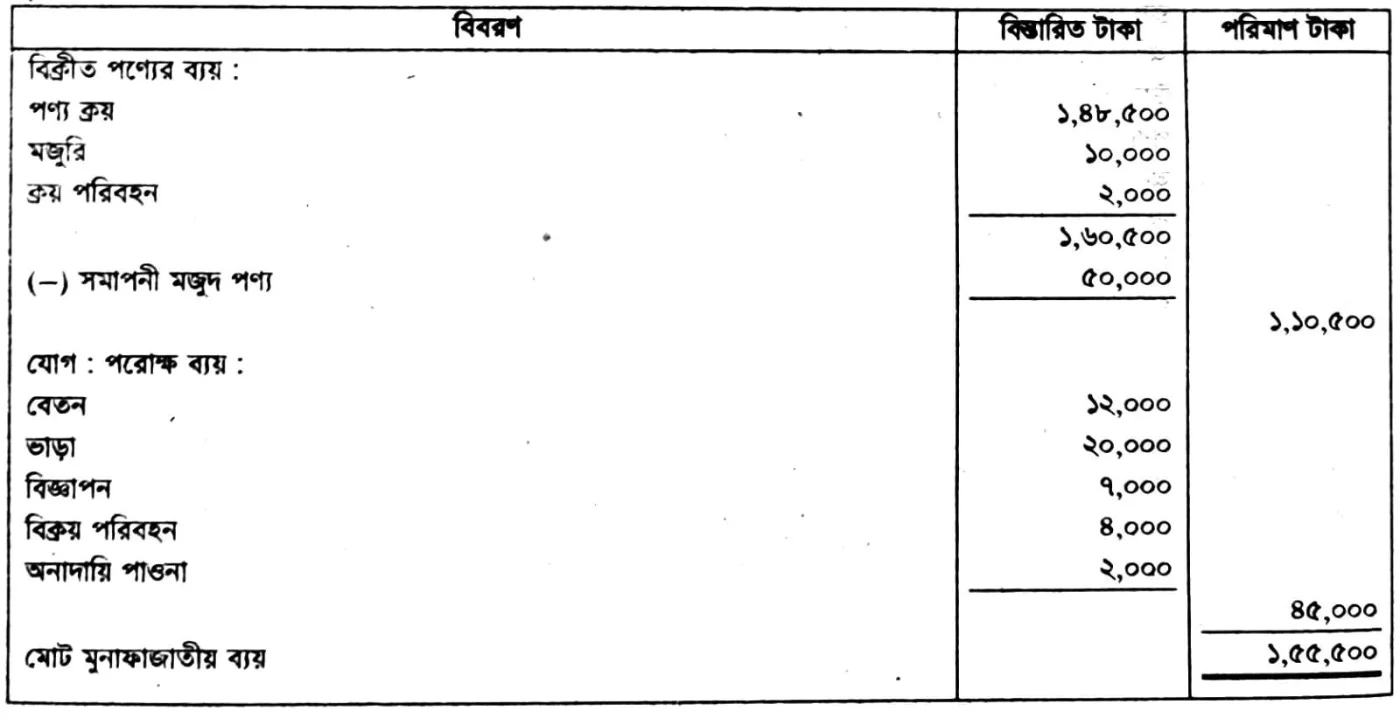 বিবরণ বিস্তারিত টাকা পরিমাণ টাকা
বিক্রীত পণ্যের ব্যয় :
পণ্য ক্রয় ১,৪৮,৫০০
মজুরি ১০,০০০
ক্রয় পরিবহন ২,০০০
১,৬০,৫০০
(–) সমাপনী মজুদ পণ্য ৫০,০০০
১,১০,৫০০
যোগ : পরোক্ষ ব্যয় :
বেতন ১২,০০০
ভাড়া ২০,০০০
বিজ্ঞাপন ৭,০০০
বিক্রয় পরিবহন ৪,০০০
অনাদায়ি পাওনা ২,০০০
৪৫,০০০
মোট মুনাফাজাতীয় ব্যয় ১,৫৫,৫০০